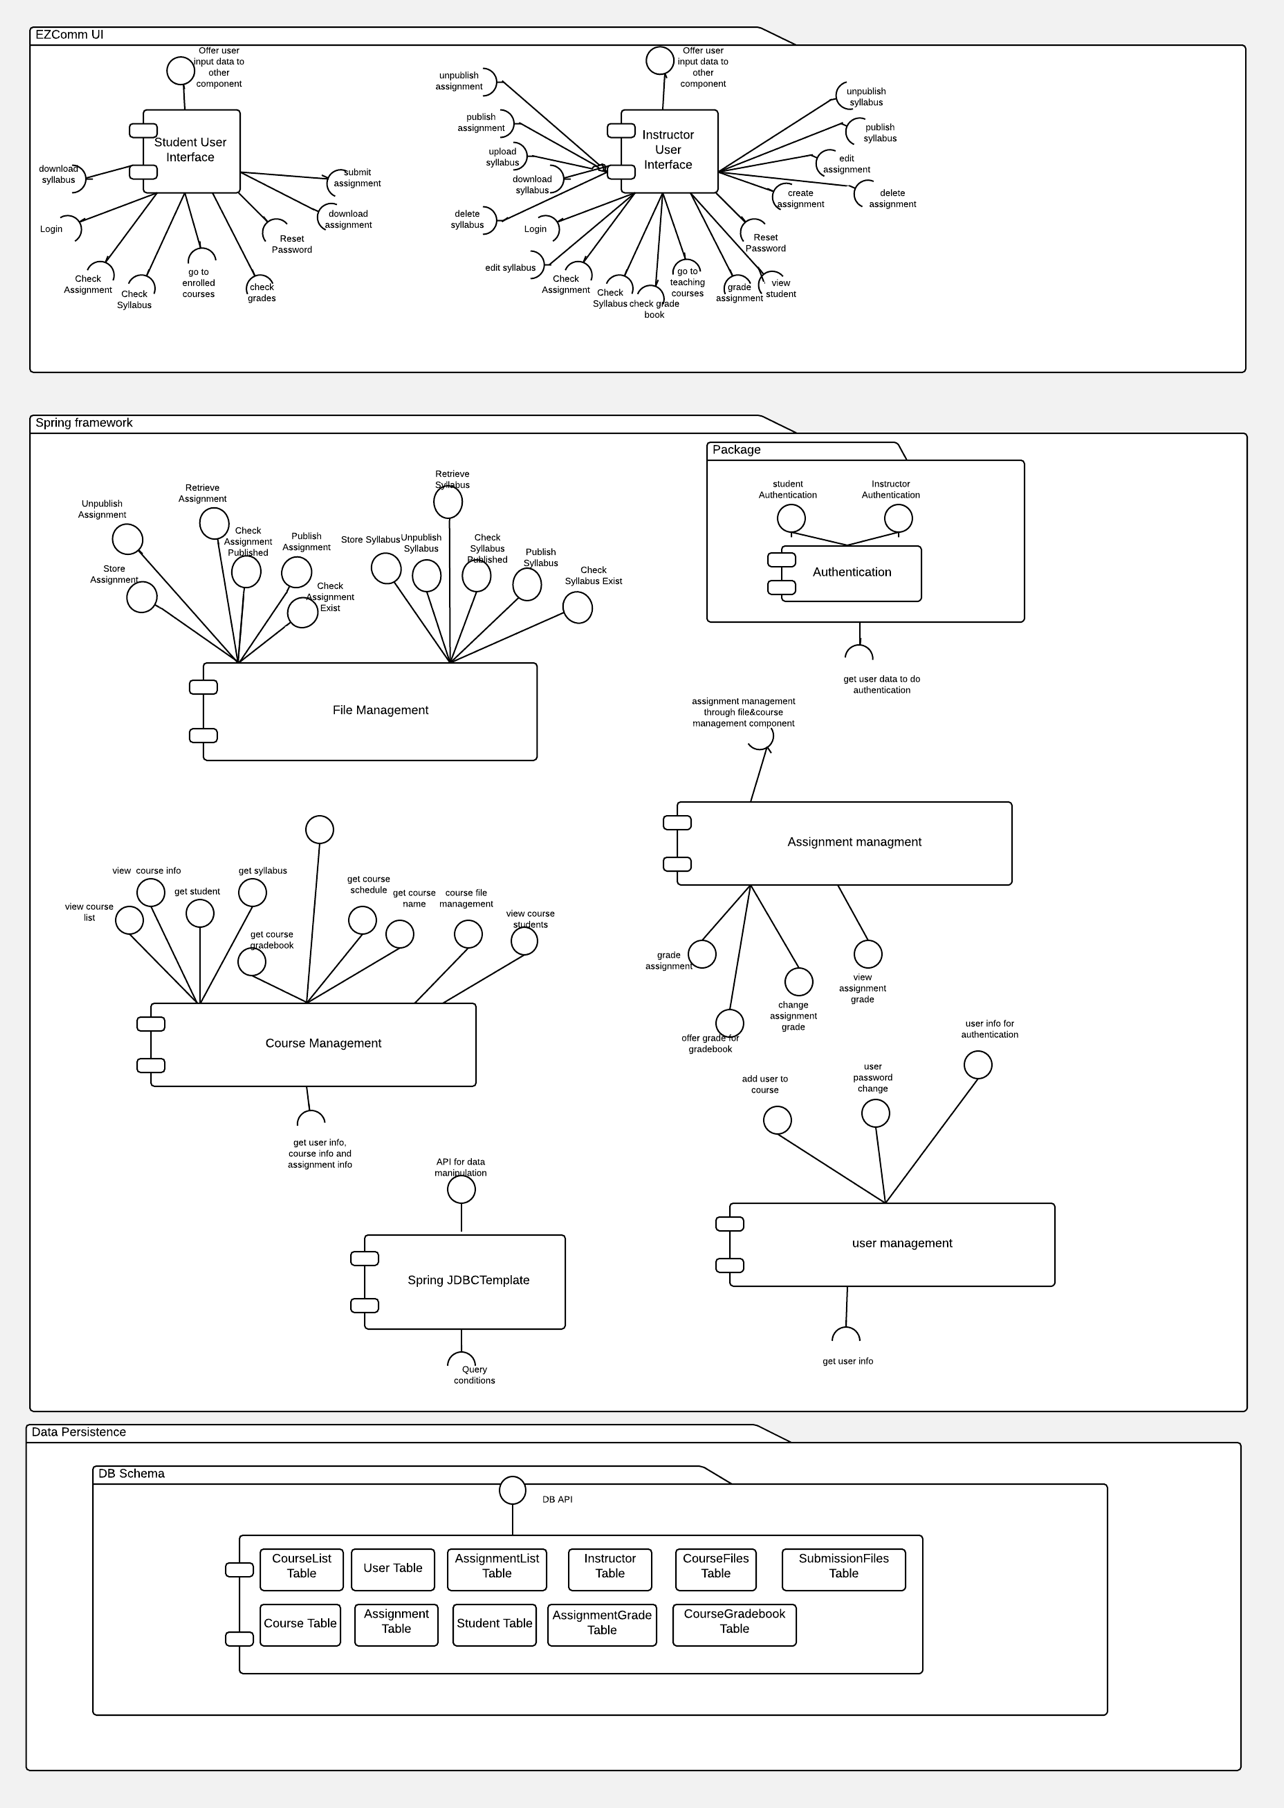 EZComm UI
Offer user
input data to
other
component
Student User
Interface
download
syllabus
Login
Check
Assignment
Check
Syllabus
go to
enrolled
courses
check
grades
Reset
Password
download
assignment
submit
assignment
Offer user
input data to
other
component
Instructor
User
Interface
unpublish
assignment
publish
assignment
upload
syllabus
download
syllabus
delete
syllabus
Login
edit syllabus
Check
Assignment
Check
Syllabus
check grade
book
go to
teaching
courses
grade
assignment
view
student
Reset
Password
create
assignment
delete
assignment
edit
assignment
publish
syllabus
unpublish
syllabus
Spring framework
Unpublish
Assignment
Retrieve
Assignment
Store
Assignment
Check
Assignment
Published
Publish
Assignment
Check
Assignment
Exist
Retrieve
Syllabus
Store Syllabus
Unpublish
Syllabus
Check
Syllabus
Published
Publish
Syllabus
Check
Syllabus Exist
File Management
Package
student
Authentication
Instructor
Authentication
Authentication
get user data to do
authentication
assignment management
through file&course
management component
Assignment managment
grade
assignment
offer grade for
gradebook
change
assignment
grade
view
assignment
grade
view course
list
view  course info
get student
get syllabus
get course
gradebook
get course
schedule
get course
name
course file
management
view course
students
Course Management
get user info,
course info and
assignment info
API for data
manipulation
Spring JDBCTemplate
Query
conditions
add user to
course
user
password
change
user info for
authentication
user management
get user info
Data Persistence
DB Schema
DB API
CourseList
Table
User Table
AssignmentList
Table
Instructor
Table
CourseFiles
Table
SubmissionFiles
Table
Course Table
Assignment
Table
Student Table
AssignmentGrade
Table
CourseGradebook
Table